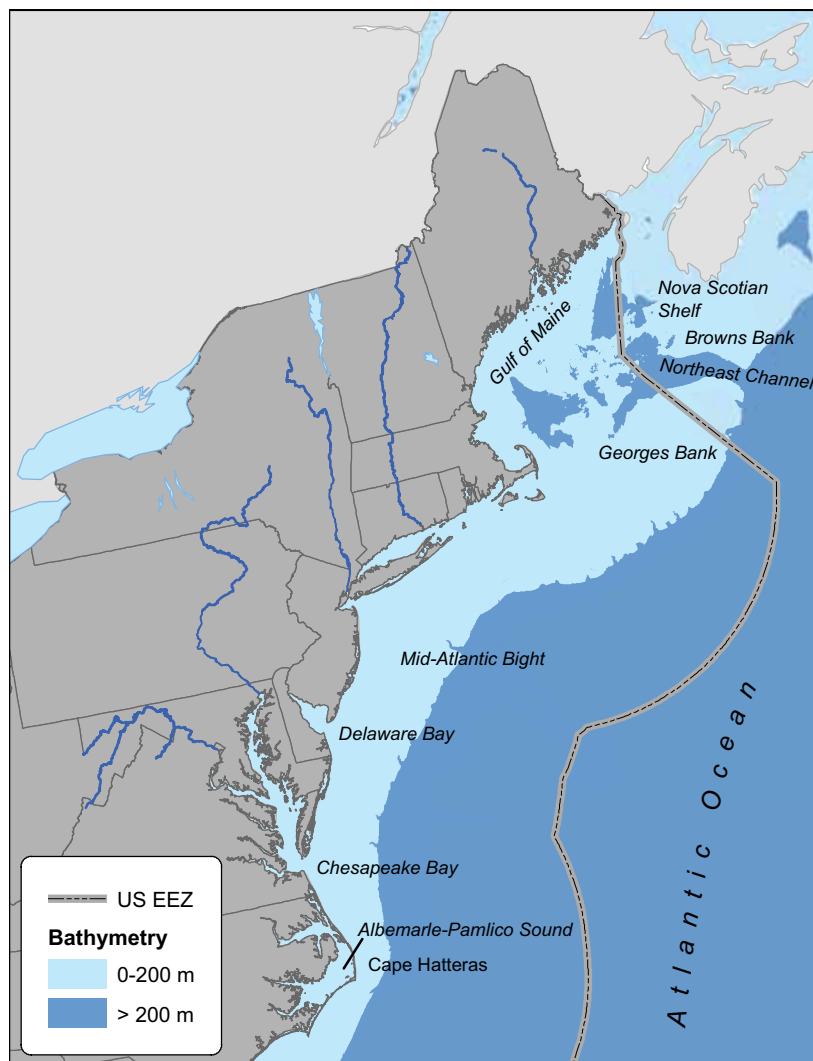 Nova Scotian
Shelf
Gulf of Maine
Browns Bank
Northeast Channel
Georges Bank
Mid-Atlantic Bight
Delaware Bay
Atlantic Ocean
Chesapeake Bay
Albemarle-Pamlico Sound
Cape Hatteras
US EEZ
Bathymetry
0-200 m
> 200 m